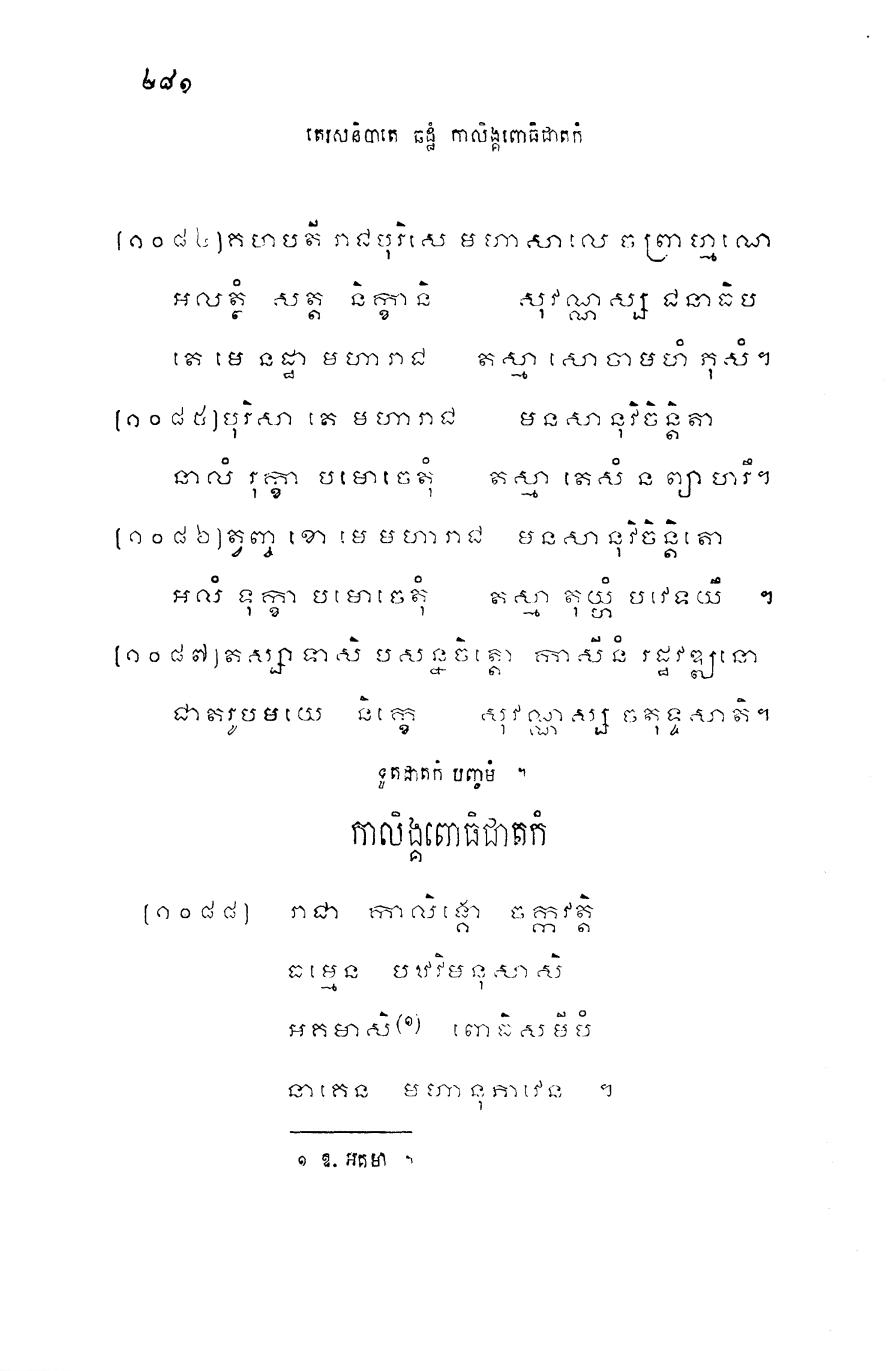 ២៨១
តេរសនិបាតេ ឆដ្ឋំ កាលិង្គពោធិជាតកំ
[១០៨៤] គហបតី រាជបុរិសេ មហាសាលេ ច ព្រាហ្មណេ
អលត្ថំ សត្ត និក្ខានិ សុវណ្ណស្ស ជនាធិប
តេ មេ នដ្ឋា មហារាជ តស្មា សោចាមហំ ភុសំ។
[១០៨៥] បុរិសា តេ មហារាជ មនសានុវិចិន្តិតា
នាលំ ទុក្ខា បមោចេតុំ តស្មា តេសំ ន ព្យាហរឹ។
[១០៨៦] ត្វញ្ច ខោ មេ មហារាជ មនសានុវិចិន្តិតោ
អលំ ទុក្ខា បមោចេតុំ តស្មា តុយ្ហំ បវេទយឹ ។
[១០៨៧] តស្សាទាសិ បសន្នចិត្តោ កាសីនំ រដ្ឋវឌ្ឍនោ
ជាតរូបមយេ និក្ខេ សុវណ្ណស្ស ចតុទ្ទសាតិ។
ទូតជាតកំ បញ្ចមំ ។
កាលិង្គពោធិជាតកំ
[១០៨៨] រាជា កាលិង្គោ ចក្កវត្តិ
ធម្មេន បឋវិមនុសាសិ
អគមាសិ(១) ពោធិសមីបំ
នាគេន មហានុភាវេន ។
១ ឱ. អគមា ។